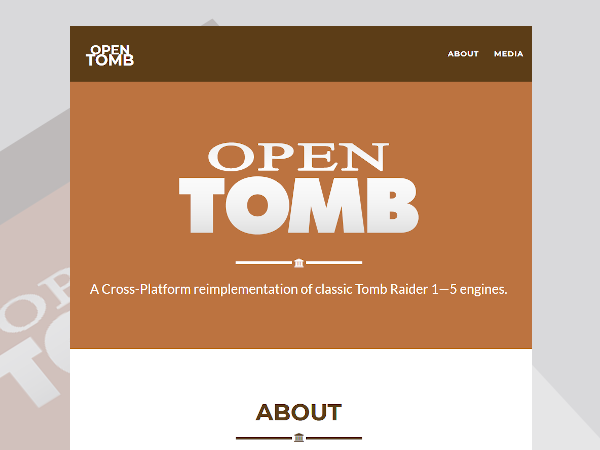 OPEN
TOMB
ABOUT MEDIA
OPEN
TOMB
A Cross-Platform reimplementation of classic Tomb Raider 1—5 engines.
ABOUT